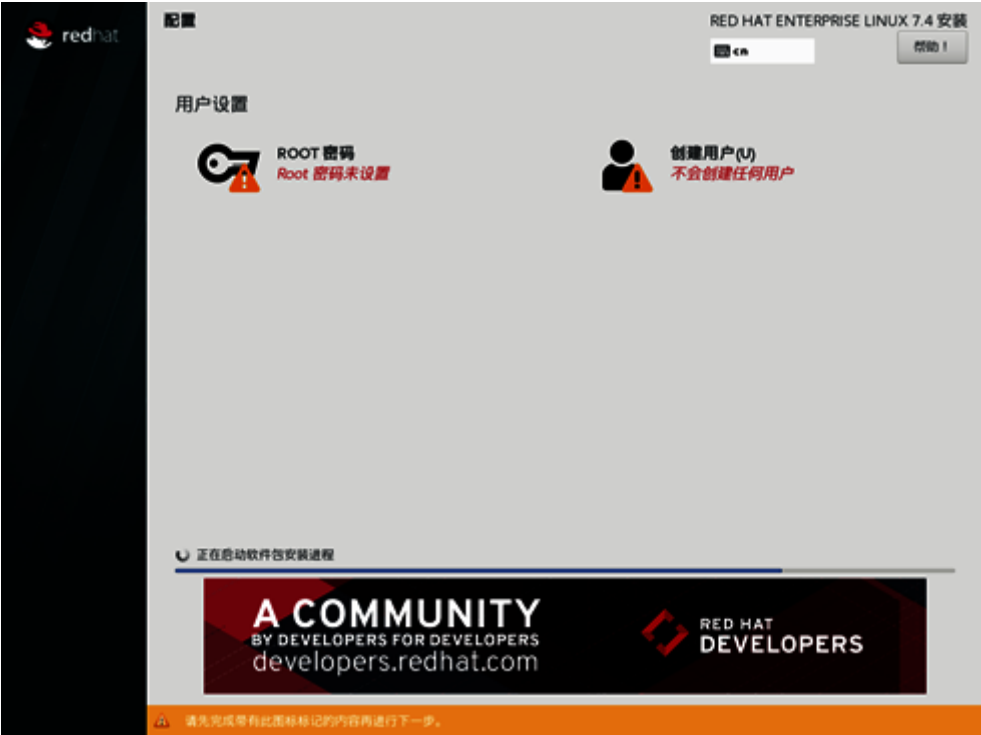 redhat
配置
RED HAT ENTERPRISE LINUX 7.4 安装
cn
帮助！
用户设置
ROOT 密码
Root 密码未设置
创建用户(U)
不会创建任何用户
正在启动软件包安装进程
A COMMUNITY
BY DEVELOPERS FOR DEVELOPERS
developers.redhat.com
RED HAT
DEVELOPERS
请先完成带有此图标标记的内容再进行下一步。